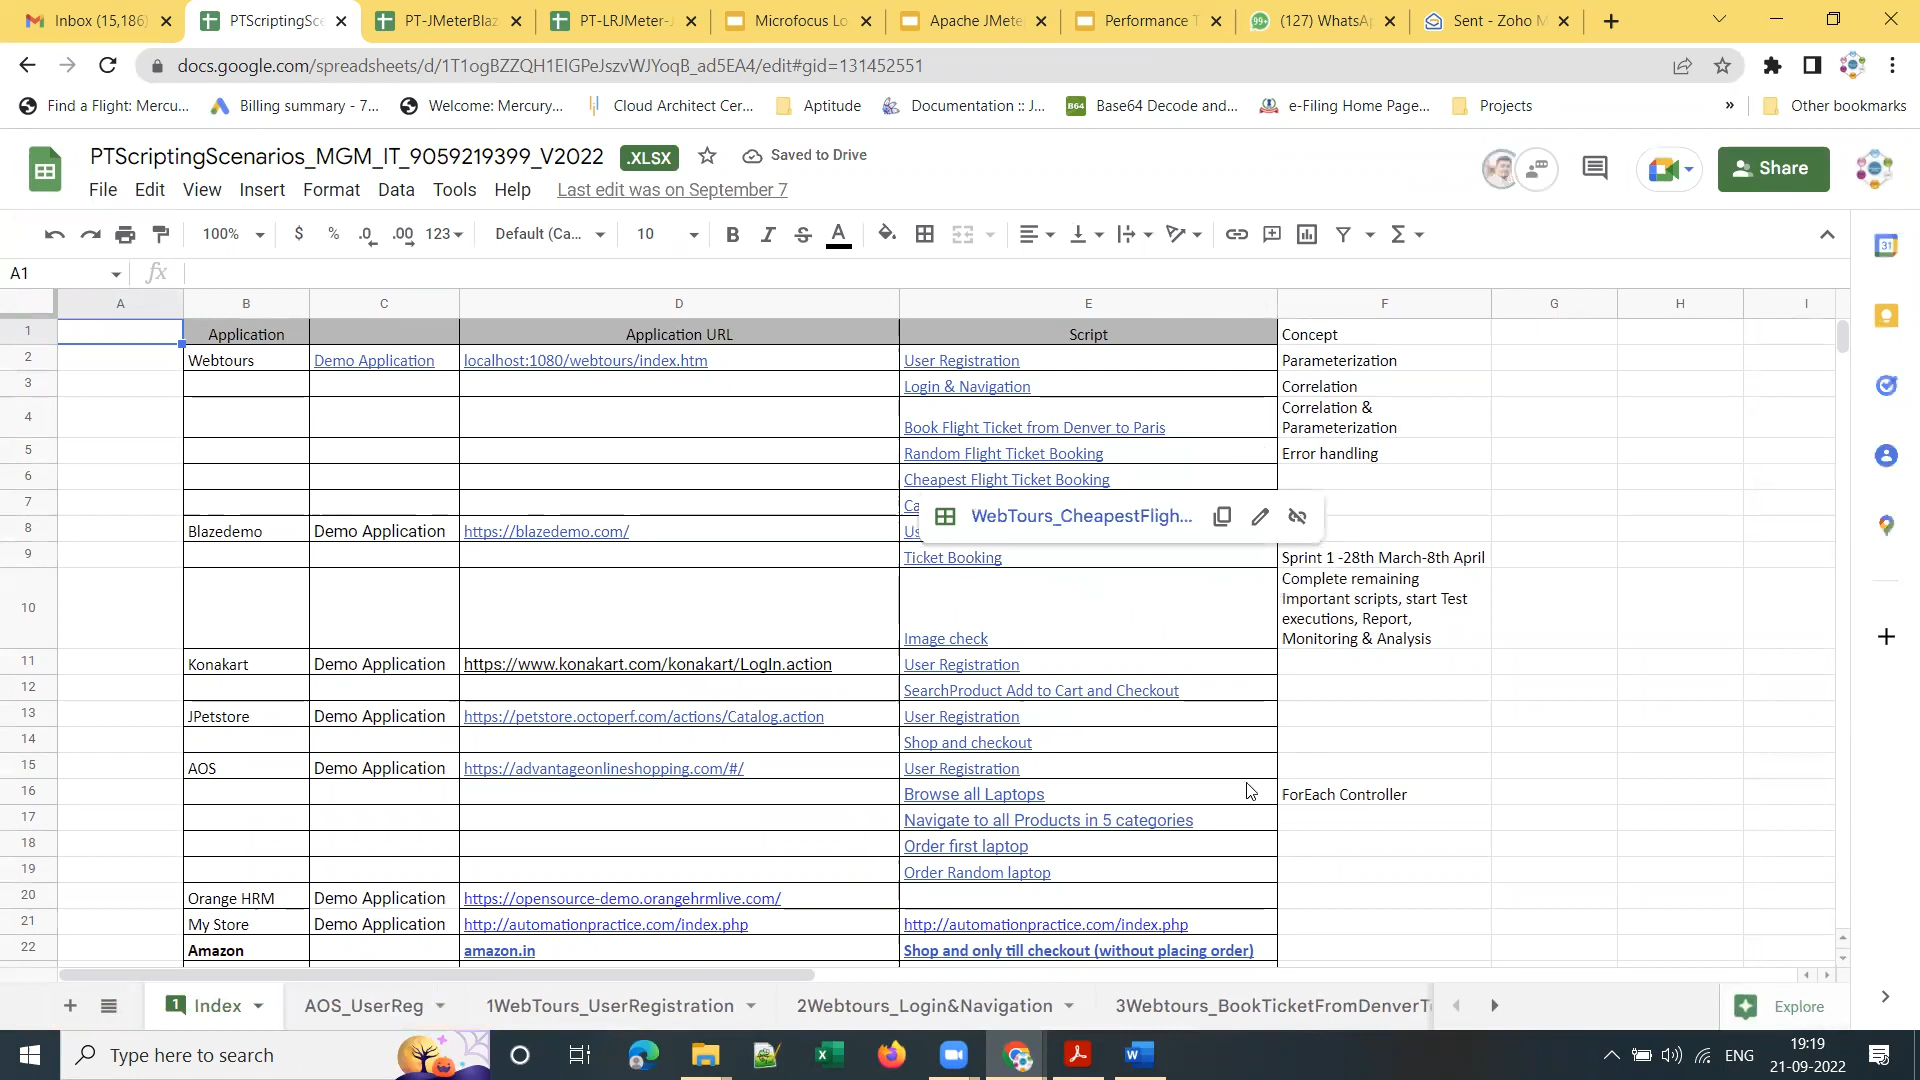 Inbox (15,186)
PTScriptingSce
PT-JMeterBlaz
PT-LRJMeter-
Microfocus Lo
Apache JMete
Performance T
99+
(127) WhatsA
Sent - Zoho M
docs.google.com/spreadsheets/d/1T1ogBZZQH1EIGPeJszvWJYoqB_ad5EA4/edit#gid=131452551
Find a Flight: Mercu...
Billing summary - 7...
Welcome: Mercury...
Cloud Architect Cer...
Aptitude
Documentation :: J...
B64
Base64 Decode and...
e-Filing Home Page...
Projects
»
Other bookmarks
PTScriptingScenarios_MGM_IT_9059219399_V2022 .XLSX Saved to Drive
Share
File Edit View Insert Format Data Tools Help Last edit was on September 7
100% $ % .0 .00 123 Default (Ca... 10 B I S A
31
A1 fx
A B C D E F G H I
1 Application Application URL Script Concept
2 Webtours Demo Application localhost:1080/webtours/index.htm User Registration Parameterization
3 Login & Navigation Correlation
4 Book Flight Ticket from Denver to Paris Correlation &
Parameterization
5 Random Flight Ticket Booking Error handling
6 Cheapest Flight Ticket Booking
7 Ca
WebTours_CheapestFligh...
8 Blazedemo Demo Application https://blazedemo.com/ Us
9 Ticket Booking Sprint 1 -28th March-8th April
10 Image check Complete remaining
Important scripts, start Test
executions, Report,
Monitoring & Analysis
11 Konakart Demo Application https://www.konakart.com/konakart/LogIn.action User Registration
12 SearchProduct Add to Cart and Checkout
13 JPetstore Demo Application https://petstore.octoperf.com/actions/Catalog.action User Registration
14 Shop and checkout
15 AOS Demo Application https://advantageonlineshopping.com/#/ User Registration
16 Browse all Laptops ForEach Controller
17 Navigate to all Products in 5 categories
18 Order first laptop
19 Order Random laptop
20 Orange HRM Demo Application https://opensource-demo.orangehrmlive.com/
21 My Store Demo Application http://automationpractice.com/index.php http://automationpractice.com/index.php
22 Amazon amazon.in Shop and only till checkout (without placing order)
1 Index AOS_UserReg 1WebTours_UserRegistration 2Webtours_Login&Navigation 3Webtours_BookTicketFromDenverT
Explore
Type here to search
ENG
19:19
21-09-2022